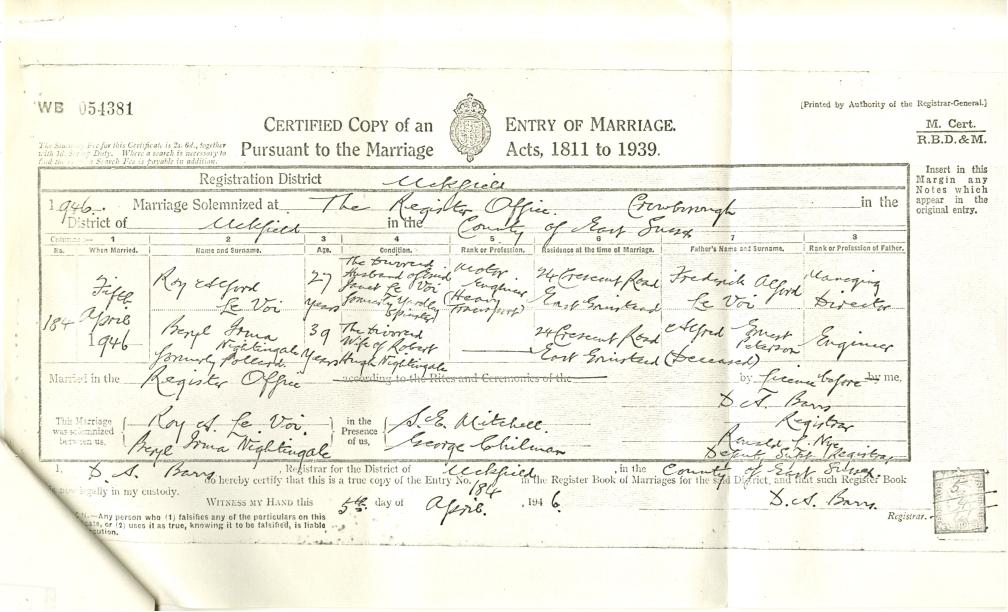 WB 054381
[Printed by Authority of the Registrar-General.]
CERTIFIED COPY of an ENTRY OF MARRIAGE.
Pursuant to the Marriage Acts, 1811 to 1939.
M. Cert.
R.B.D.&M.
The Statutory Fee for this Certificate is 2s. 6d., together
with 1d. Stamp Duty. Where a search is necessary to
find the entry a Search Fee is payable in addition.
Insert in this
Margin any
Notes which
appear in the
original entry.
Registration District Uckfield
1946. Marriage Solemnized at The Register Office Crowborough in the
District of Uckfield in the County of East Sussex
Columns:— 1 2 3 4 5 6 7 8
No. When Married. Name and Surname. Age. Condition. Rank or Profession. Residence at the time of Marriage. Father's Name and Surname. Rank or Profession of Father.
184
Fifth
April
1946
Roy Alford
Le Voi
27
years
The divorced
Husband of Enid
Janet Le Voi
formerly
Spinster
Motor
Engineer
(Heavy
Transport)
24 Crescent Road
East Grinstead
Frederick Alford
Le Voi
Managing
Director
Beryl Irma
Nightingale
formerly Pollard.
39
years
The divorced
Wife of Robert
Hugh Nightingale
24 Crescent Road
East Grinstead
Alfred Ernest
Peterson
(Deceased)
Engineer
Married in the Register Office according to the Rites and Ceremonies of the by licence before by me,
This Marriage
was solemnized
between us,
Roy A. Le Voi.
Beryl Irma Nightingale
in the
Presence
of us,
S. E. Mitchell.
George Chilman
D. A. Barrs
Registrar
Ronald J. Nye
Deputy Supt Registrar
I, D. A. Barrs, Registrar for the District of Uckfield, in the County of East Sussex
do hereby certify that this is a true copy of the Entry No. 184 in the Register Book of Marriages for the said District, and that such Register Book
is now legally in my custody.
WITNESS MY HAND this 5th day of April, 1946.
D. A. Barrs
Registrar.
N.—Any person who (1) falsifies any of the particulars on this
certificate, or (2) uses it as true, knowing it to be falsified, is liable